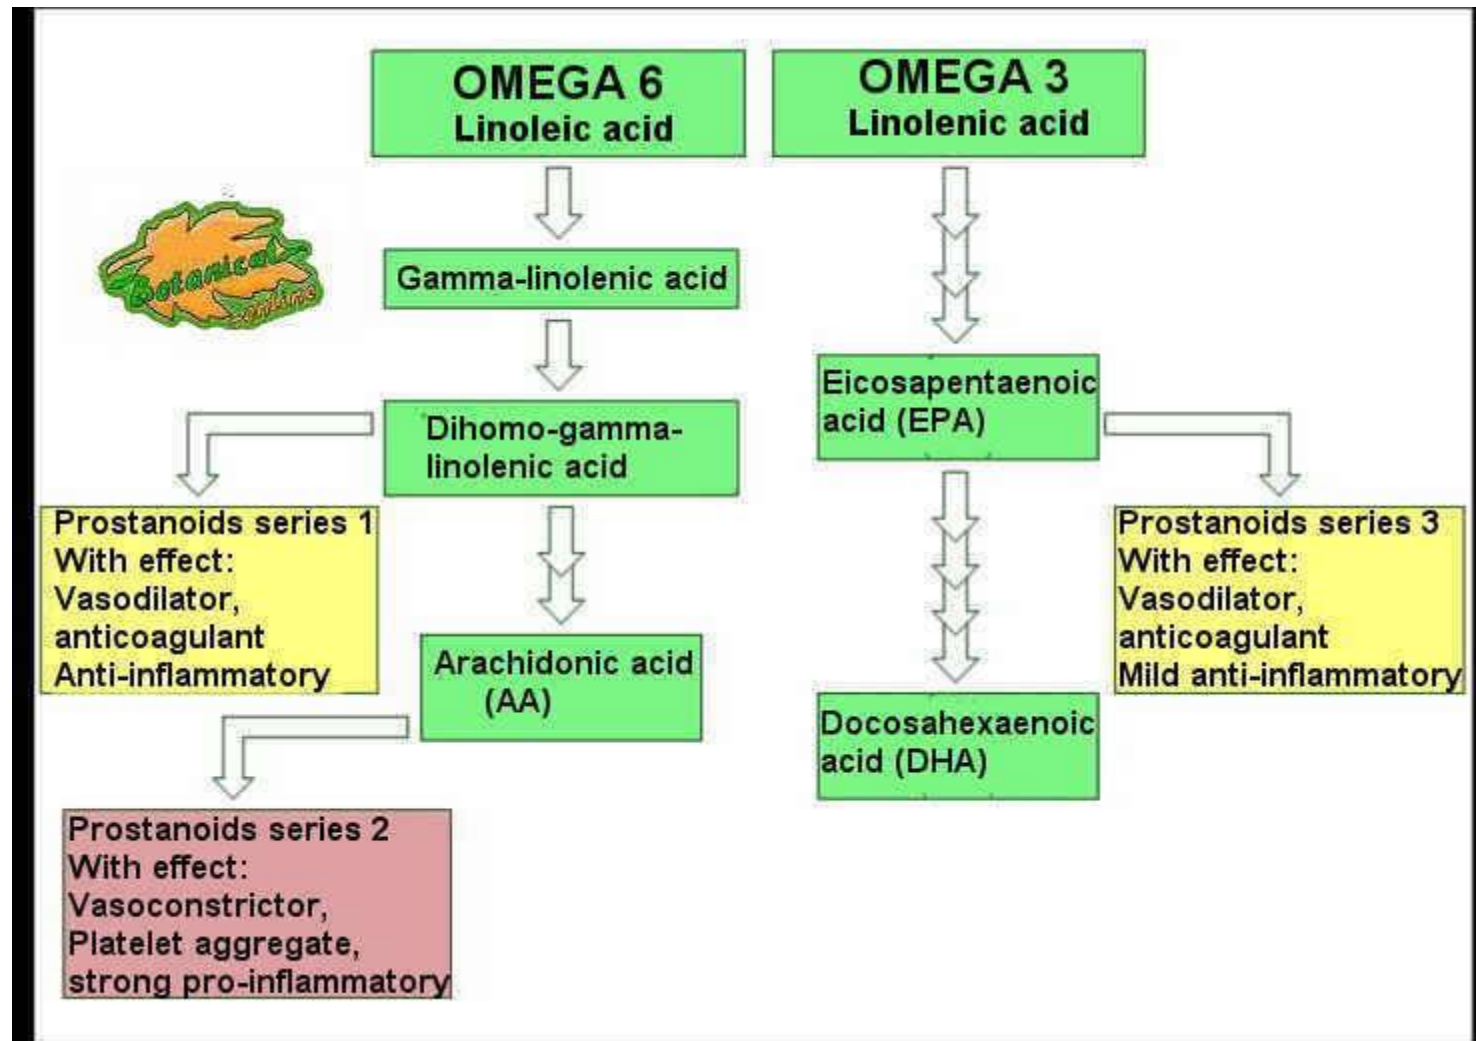 OMEGA 6
Linoleic acid
OMEGA 3
Linolenic acid
Botanical
online
Gamma-linolenic acid
Eicosapentaenoic
acid (EPA)
Dihomo-gamma-
linolenic acid
Prostanoids series 1
With effect:
Vasodilator,
anticoagulant
Anti-inflammatory
Prostanoids series 3
With effect:
Vasodilator,
anticoagulant
Mild anti-inflammatory
Arachidonic acid
(AA)
Docosahexaenoic
acid (DHA)
Prostanoids series 2
With effect:
Vasoconstrictor,
Platelet aggregate,
strong pro-inflammatory